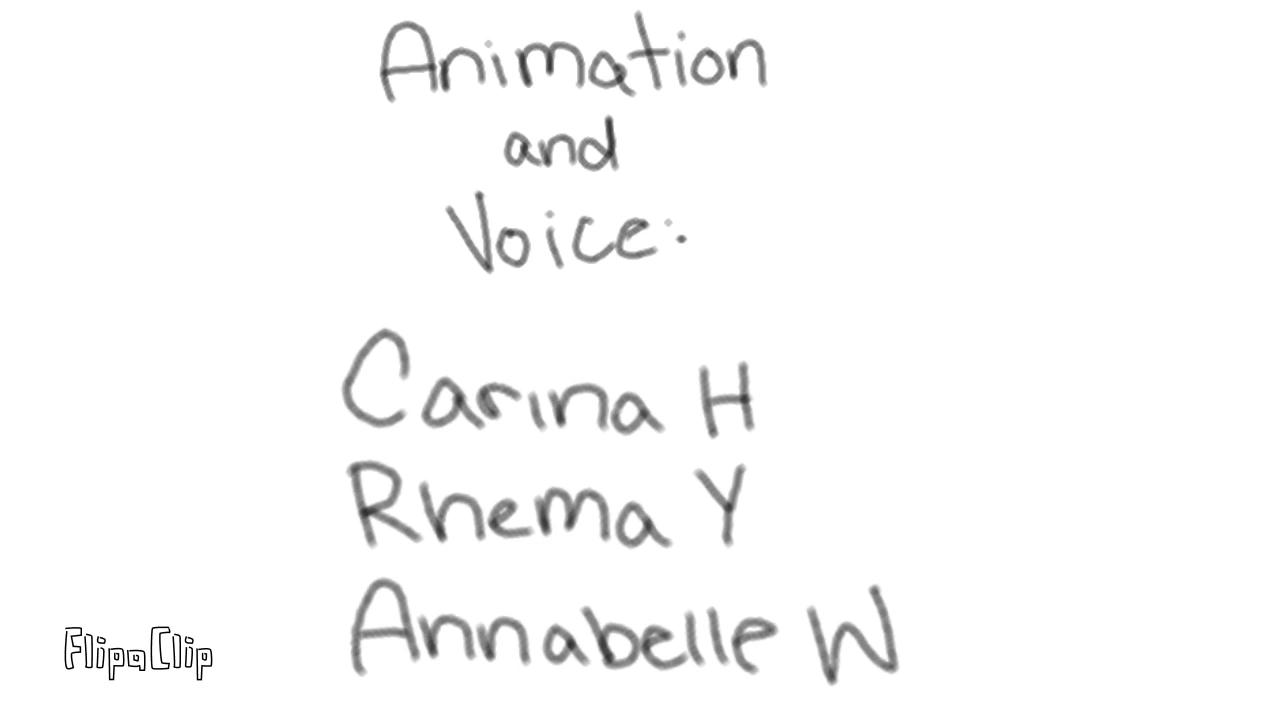 Animation
and
Voice:
Carina H
Rhema Y
Annabelle W
FlipaClip